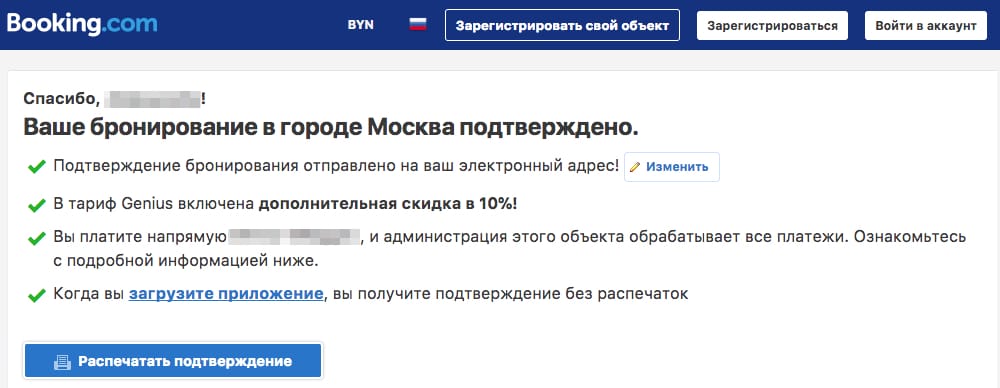 Booking.com BYN Зарегистрировать свой объект Зарегистрироваться Войти в аккаунт
Спасибо, !
Ваше бронирование в городе Москва подтверждено.
Подтверждение бронирования отправлено на ваш электронный адрес! Изменить
В тариф Genius включена дополнительная скидка в 10%!
Вы платите напрямую , и администрация этого объекта обрабатывает все платежи. Ознакомьтесь
с подробной информацией ниже.
Когда вы загрузите приложение, вы получите подтверждение без распечаток
Распечатать подтверждение